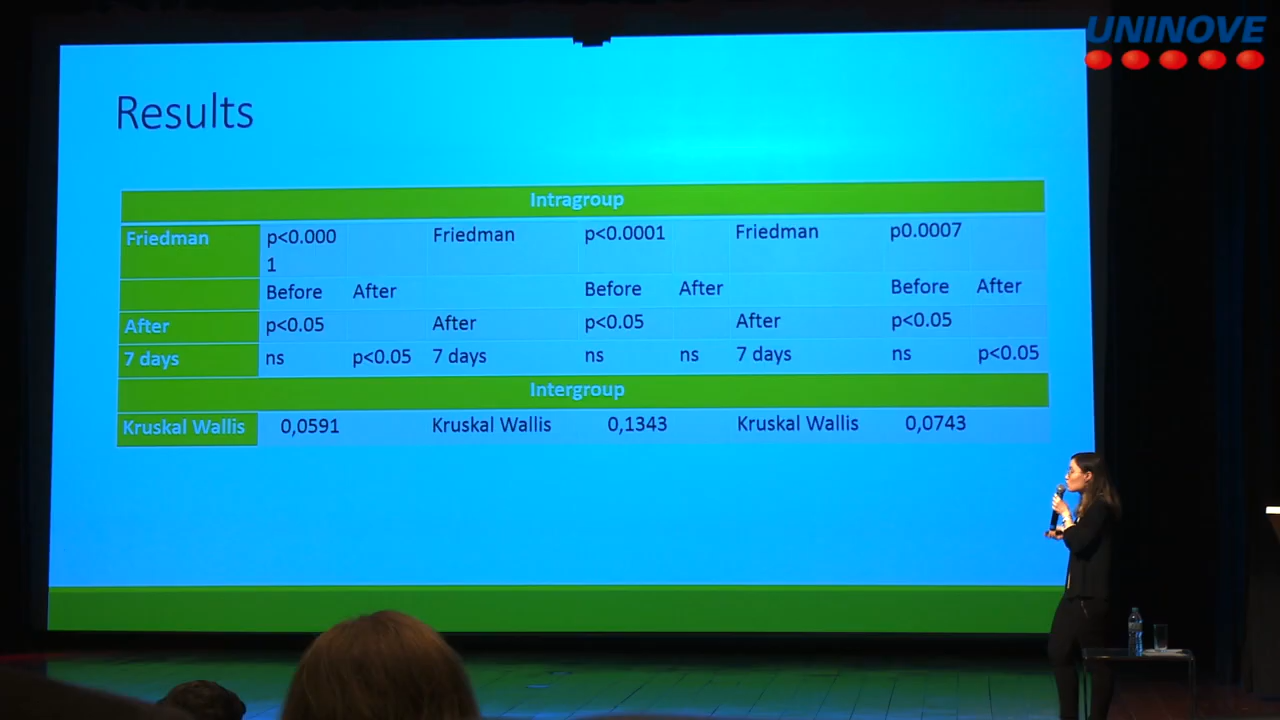 UNINOVE
Results
Intragroup
Friedman p<0.000 Friedman p<0.0001 Friedman p0.0007
1
Before After Before After Before After
After p<0.05 After p<0.05 After p<0.05
7 days ns p<0.05 7 days ns ns 7 days ns p<0.05
Intergroup
Kruskal Wallis 0,0591 Kruskal Wallis 0,1343 Kruskal Wallis 0,0743